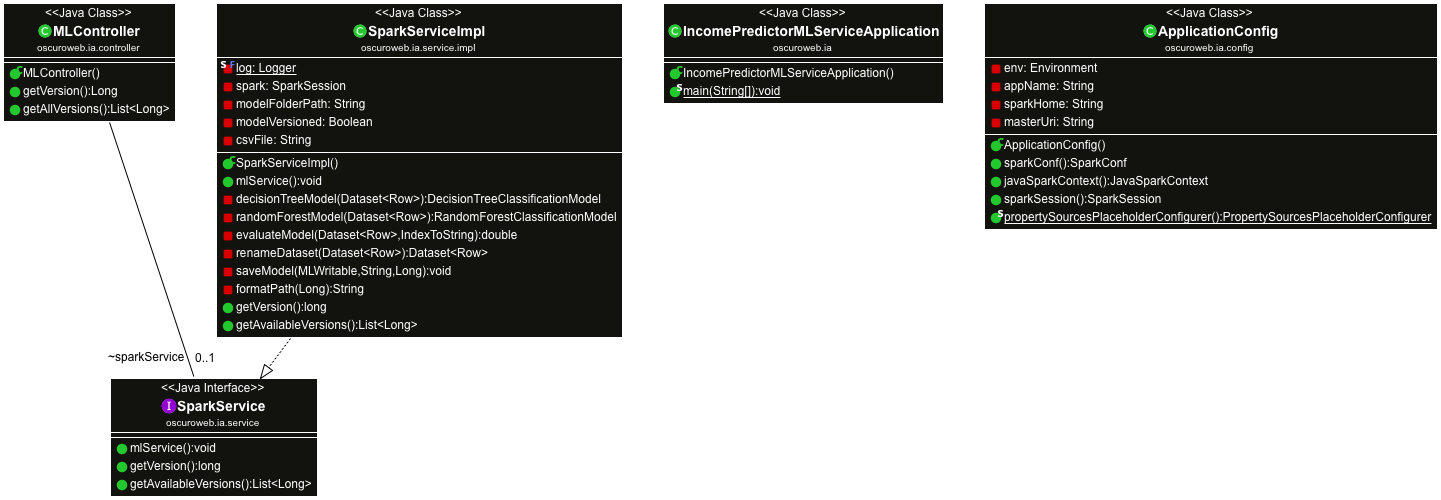 <<Java Class>>
MLController
oscuroweb.ia.controller
MLController()
getVersion():Long
getAllVersions():List<Long>
<<Java Class>>
SparkServiceImpl
oscuroweb.ia.service.impl
log: Logger
spark: SparkSession
modelFolderPath: String
modelVersioned: Boolean
csvFile: String
SparkServiceImpl()
mlService():void
decisionTreeModel(Dataset<Row>):DecisionTreeClassificationModel
randomForestModel(Dataset<Row>):RandomForestClassificationModel
evaluateModel(Dataset<Row>,IndexToString):double
renameDataset(Dataset<Row>):Dataset<Row>
saveModel(MLWritable,String,Long):void
formatPath(Long):String
getVersion():long
getAvailableVersions():List<Long>
<<Java Class>>
IncomePredictorMLServiceApplication
oscuroweb.ia
IncomePredictorMLServiceApplication()
main(String[]):void
<<Java Class>>
ApplicationConfig
oscuroweb.ia.config
env: Environment
appName: String
sparkHome: String
masterUri: String
ApplicationConfig()
sparkConf():SparkConf
javaSparkContext():JavaSparkContext
sparkSession():SparkSession
propertySourcesPlaceholderConfigurer():PropertySourcesPlaceholderConfigurer
~sparkService 0..1
<<Java Interface>>
SparkService
oscuroweb.ia.service
mlService():void
getVersion():long
getAvailableVersions():List<Long>